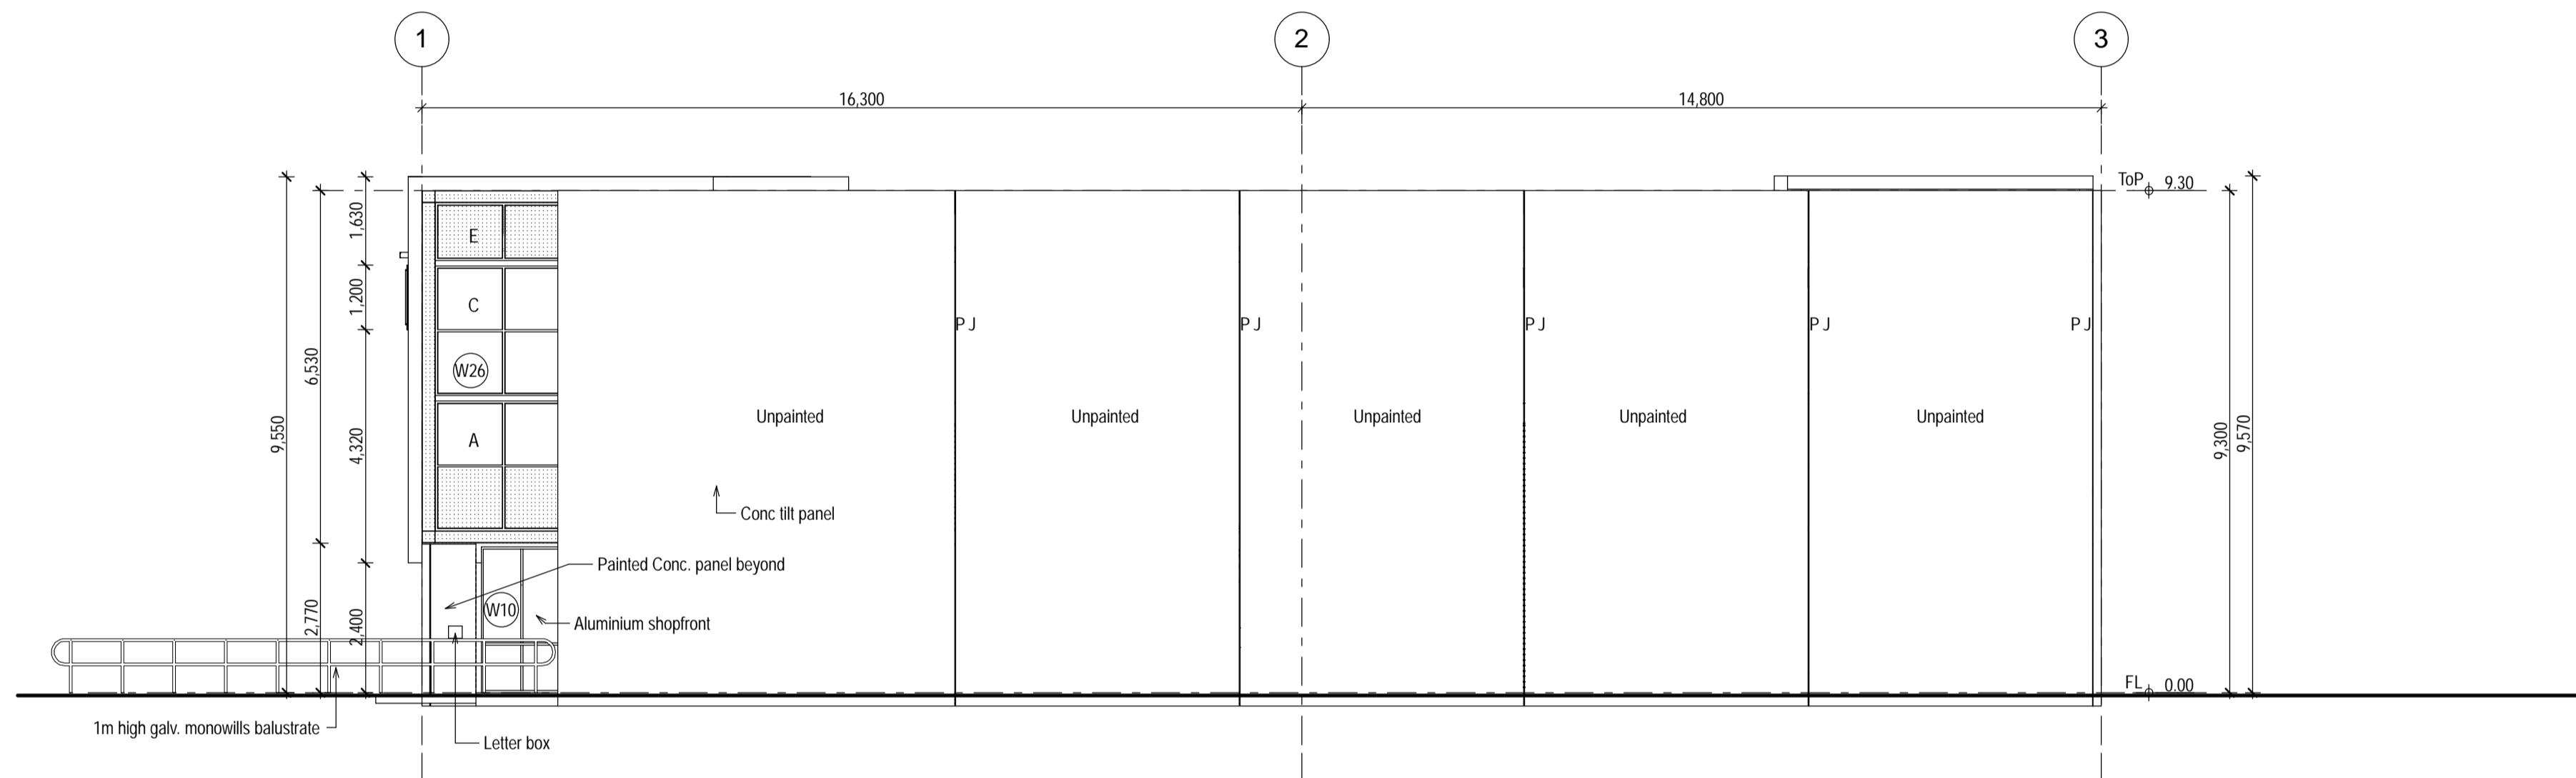 1
2
3
16,300
14,800
ToP 9.30
1,630
E
1,200
C
PJ
PJ
PJ
PJ
PJ
6,530
W26
9,550
4,320
A
Unpainted
Unpainted
Unpainted
Unpainted
Unpainted
9,300
9,570
Conc tilt panel
Painted Conc. panel beyond
2,770
2,400
W10
Aluminium shopfront
FL 0.00
1m high galv. monowills balustrate
Letter box